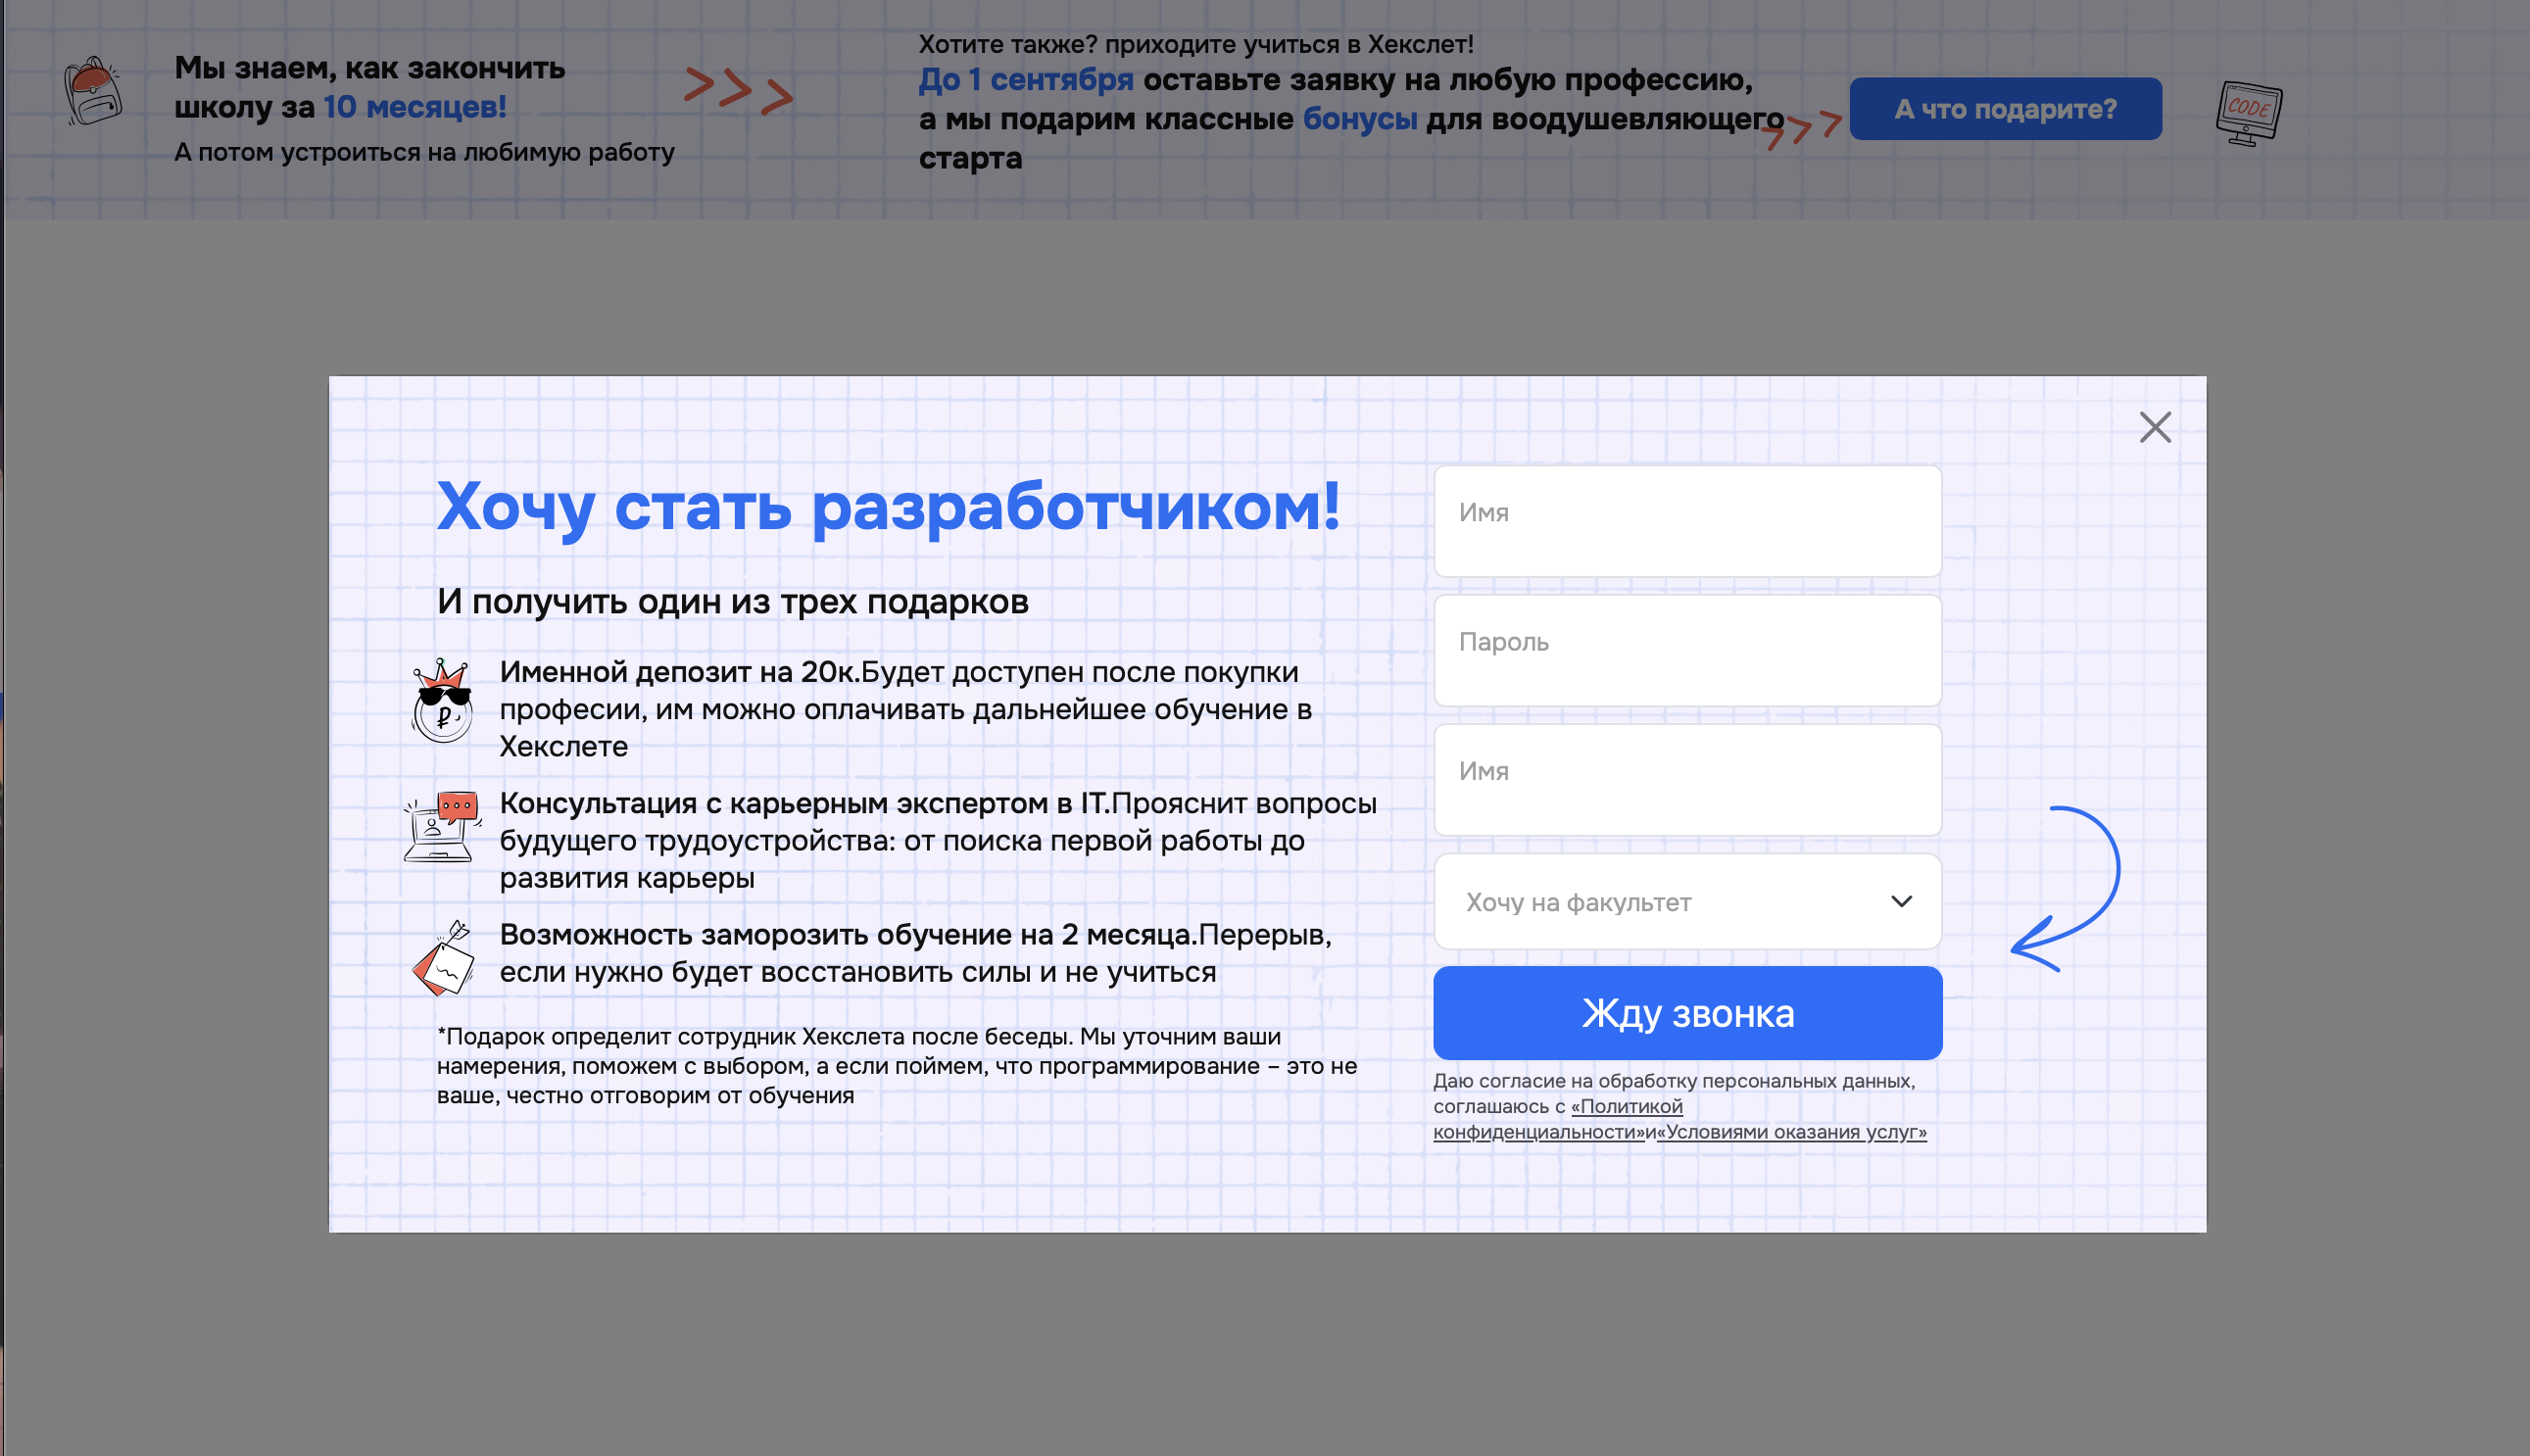 Мы знаем, как закончить
школу за 10 месяцев!
А потом устроиться на любимую работу
Хотите также? приходите учиться в Хекслет!
До 1 сентября оставьте заявку на любую профессию,
а мы подарим классные бонусы для воодушевляющего
старта
А что подарите?
CODE
Хочу стать разработчиком!
И получить один из трех подарков
Именной депозит на 20к.Будет доступен после покупки
професии, им можно оплачивать дальнейшее обучение в
Хекслете
Консультация с карьерным экспертом в IT.Прояснит вопросы
будущего трудоустройства: от поиска первой работы до
развития карьеры
Возможность заморозить обучение на 2 месяца.Перерыв,
если нужно будет восстановить силы и не учиться
*Подарок определит сотрудник Хекслета после беседы. Мы уточним ваши
намерения, поможем с выбором, а если поймем, что программирование – это не
ваше, честно отговорим от обучения
Имя
Пароль
Имя
Хочу на факультет
Жду звонка
Даю согласие на обработку персональных данных,
соглашаюсь с «Политикой
конфиденциальности»и«Условиями оказания услуг»